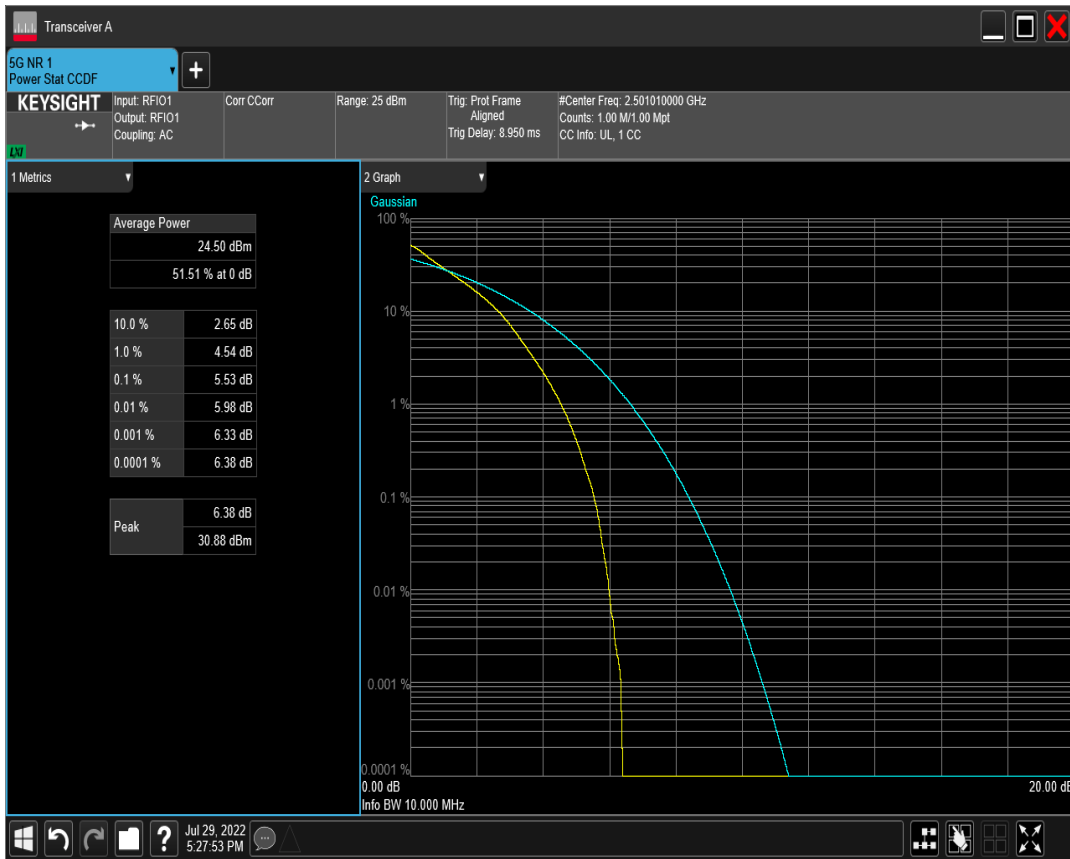 Transceiver A
5G NR 1
Power Stat CCDF
KEYSIGHT
LXI
Input: RFIO1
Output: RFIO1
Coupling: AC
Corr CCorr
Range: 25 dBm
Trig: Prot Frame
Aligned
Trig Delay: 8.950 ms
#Center Freq: 2.501010000 GHz
Counts: 1.00 M/1.00 Mpt
CC Info: UL, 1 CC
1 Metrics
Average Power
24.50 dBm
51.51 % at 0 dB
10.0 % 2.65 dB
1.0 % 4.54 dB
0.1 % 5.53 dB
0.01 % 5.98 dB
0.001 % 6.33 dB
0.0001 % 6.38 dB
Peak 6.38 dB
30.88 dBm
2 Graph
Gaussian
100 %
10 %
1 %
0.1 %
0.01 %
0.001 %
0.0001 %
0.00 dB 20.00 dB
Info BW 10.000 MHz
?
Jul 29, 2022
5:27:53 PM